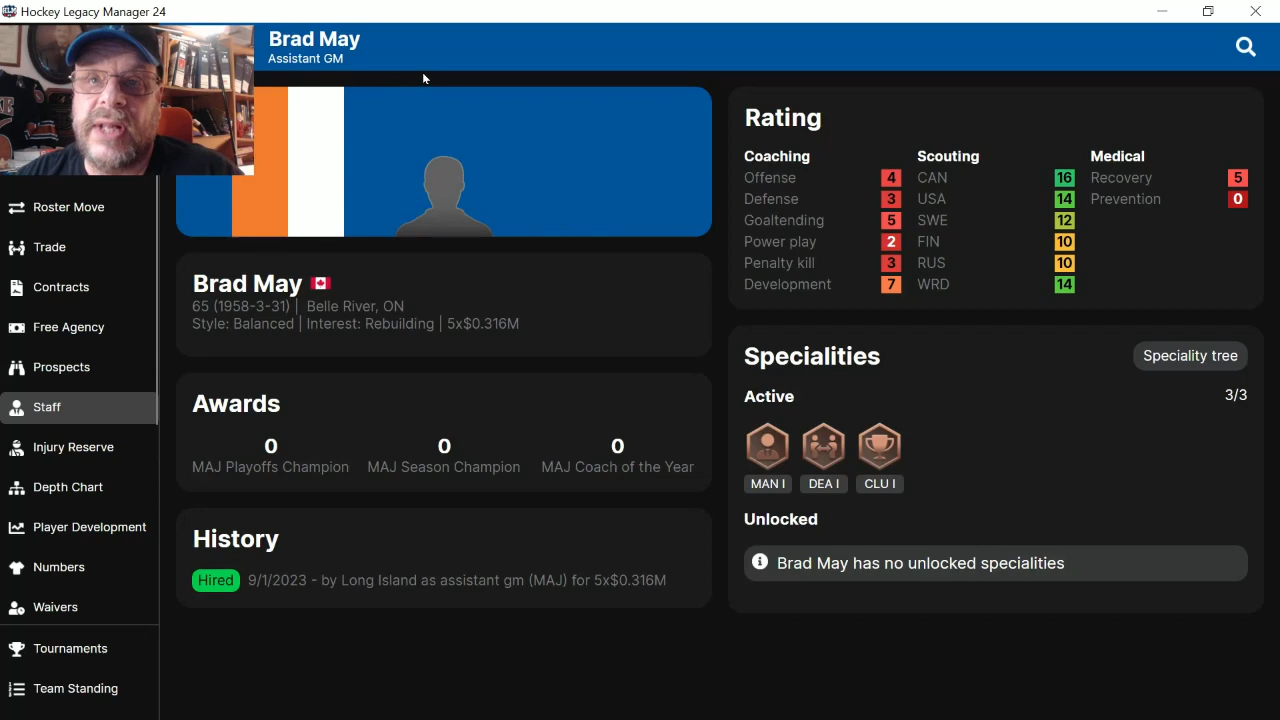 Hockey Legacy Manager 24
Brad May
Assistant GM
Roster Move
Trade
Contracts
Free Agency
Prospects
Staff
Injury Reserve
Depth Chart
Player Development
Numbers
Waivers
Tournaments
Team Standing
Brad May
65 (1958-3-31) | Belle River, ON
Style: Balanced | Interest: Rebuilding | 5x$0.316M
Awards
0 0 0
MAJ Playoffs Champion MAJ Season Champion MAJ Coach of the Year
History
Hired 9/1/2023 - by Long Island as assistant gm (MAJ) for 5x$0.316M
Rating
Coaching Scouting Medical
Offense 4 CAN 16 Recovery 5
Defense 3 USA 14 Prevention 0
Goaltending 5 SWE 12
Power play 2 FIN 10
Penalty kill 3 RUS 10
Development 7 WRD 14
Specialities Speciality tree
Active 3/3
MAN I DEA I CLU I
Unlocked
Brad May has no unlocked specialities